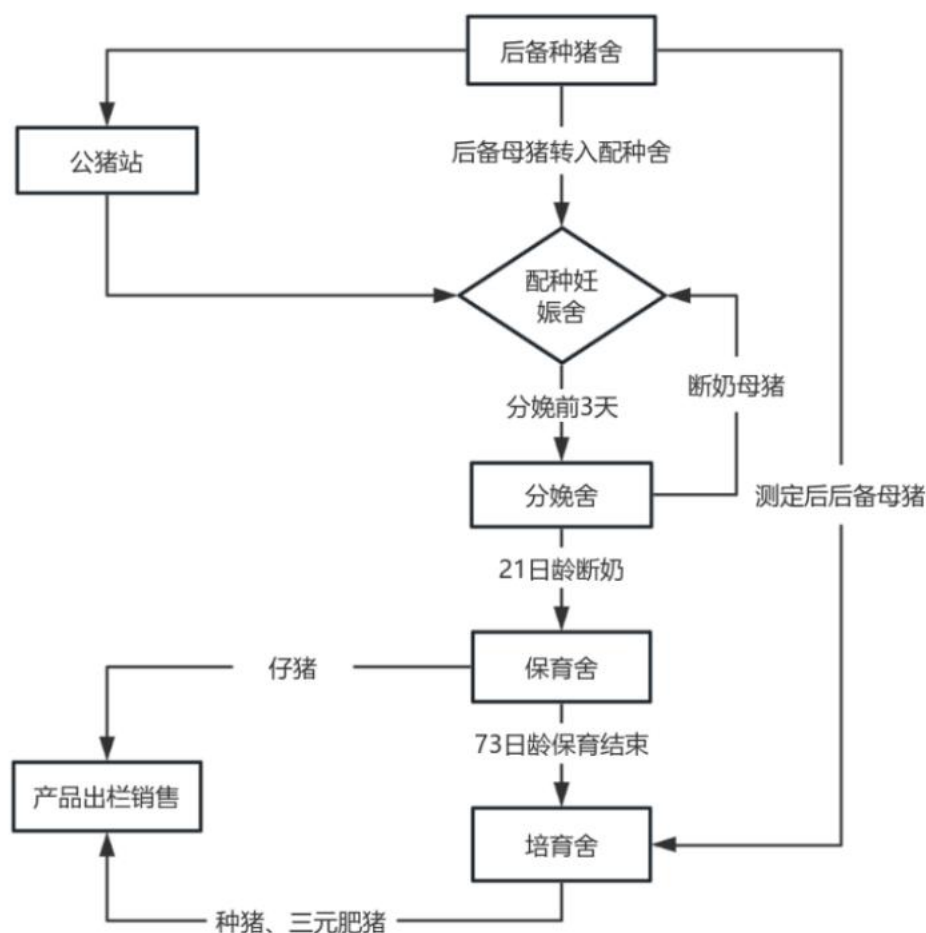 后备种猪舍
公猪站
后备母猪转入配种舍
配种妊
娠舍
断奶母猪
分娩前3天
分娩舍
测定后后备母猪
21日龄断奶
仔猪
保育舍
73日龄保育结束
产品出栏销售
培育舍
种猪、三元肥猪